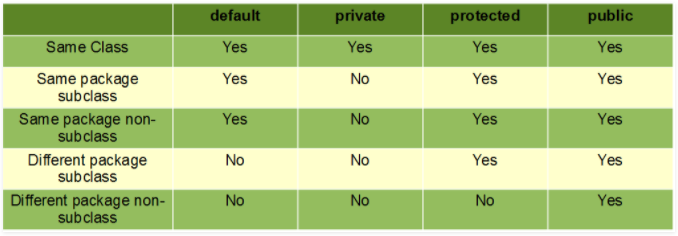 default private protected public
Same Class Yes Yes Yes Yes
Same package
subclass Yes No Yes Yes
Same package non-
subclass Yes No Yes Yes
Different package
subclass No No Yes Yes
Different package non-
subclass No No No Yes